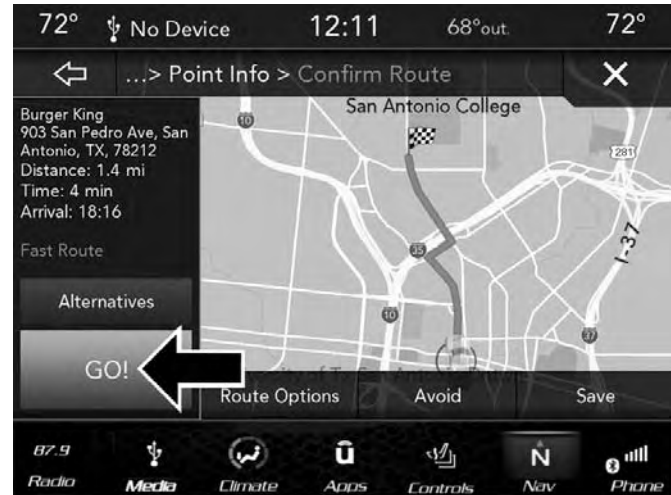 72° No Device 12:11 68°out. 72°
...> Point Info > Confirm Route X
Burger King
903 San Pedro Ave, San
Antonio, TX, 78212
Distance: 1.4 mi
Time: 4 min
Arrival: 18:16
Fast Route
Alternatives
GO!
San Antonio College
10
281
35
I-37
10
37
Route Options Avoid Save
87.9
Radio Media Climate Apps Controls Nav Phone